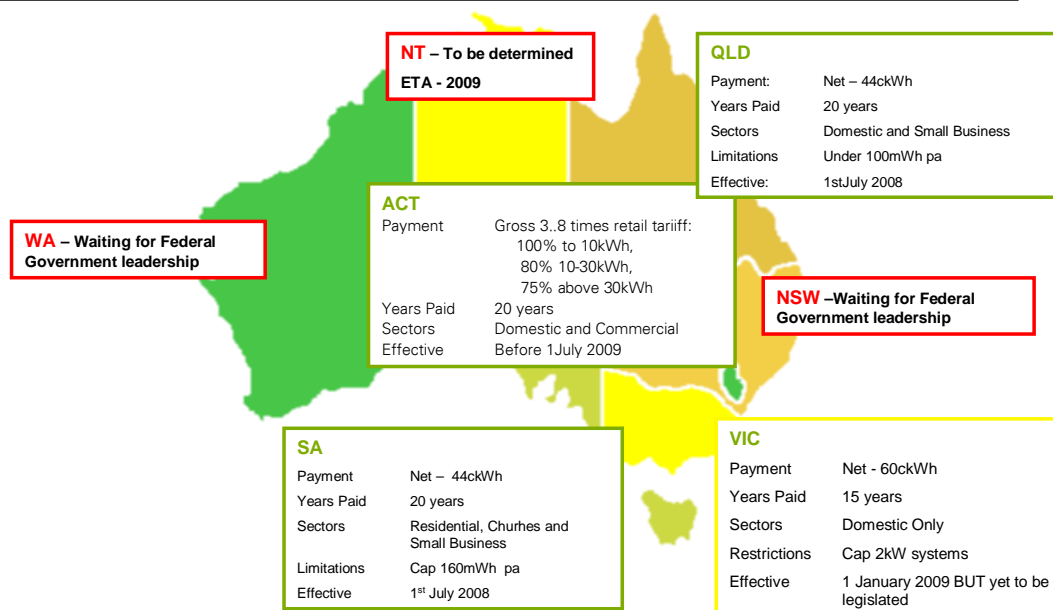 NT – To be determined
ETA - 2009
QLD
Payment: Net – 44ckWh
Years Paid 20 years
Sectors Domestic and Small Business
Limitations Under 100mWh pa
Effective: 1stJuly 2008
ACT
Payment Gross 3..8 times retail tariiff:
100% to 10kWh,
80% 10-30kWh,
75% above 30kWh
Years Paid 20 years
Sectors Domestic and Commercial
Effective Before 1July 2009
WA – Waiting for Federal
Government leadership
NSW –Waiting for Federal
Government leadership
SA
Payment Net – 44ckWh
Years Paid 20 years
Sectors Residential, Churhes and
Small Business
Limitations Cap 160mWh pa
Effective 1st July 2008
VIC
Payment Net - 60ckWh
Years Paid 15 years
Sectors Domestic Only
Restrictions Cap 2kW systems
Effective 1 January 2009 BUT yet to be
legislated